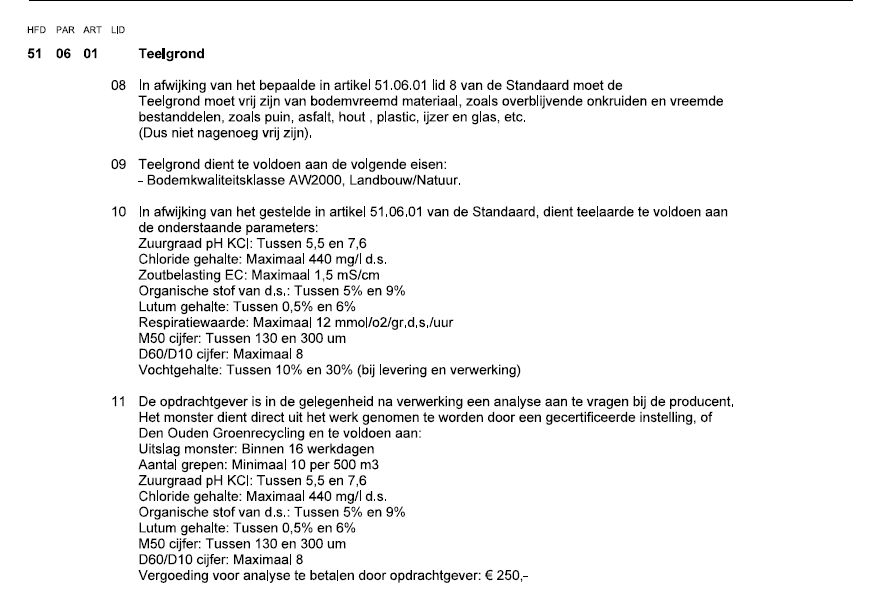 HFD PAR ART LID
51 06 01 Teelgrond
08 In afwijking van het bepaalde in artikel 51.06.01 lid 8 van de Standaard moet de
Teelgrond moet vrij zijn van bodemvreemd materiaal, zoals overblijvende onkruiden en vreemde
bestanddelen, zoals puin, asfalt, hout , plastic, ijzer en glas, etc.
(Dus niet nagenoeg vrij zijn).
09 Teelgrond dient te voldoen aan de volgende eisen:
- Bodemkwaliteitsklasse AW2000, Landbouw/Natuur.
10 In afwijking van het gestelde in artikel 51.06.01 van de Standaard, dient teelaarde te voldoen aan
de onderstaande parameters:
Zuurgraad pH KCl: Tussen 5,5 en 7,6
Chloride gehalte: Maximaal 440 mg/l d.s.
Zoutbelasting EC: Maximaal 1,5 mS/cm
Organische stof van d.s.: Tussen 5% en 9%
Lutum gehalte: Tussen 0,5% en 6%
Respiratiewaarde: Maximaal 12 mmol/o2/gr.d.s./uur
M50 cijfer: Tussen 130 en 300 um
D60/D10 cijfer: Maximaal 8
Vochtgehalte: Tussen 10% en 30% (bij levering en verwerking)
11 De opdrachtgever is in de gelegenheid na verwerking een analyse aan te vragen bij de producent.
Het monster dient direct uit het werk genomen te worden door een gecertificeerde instelling, of
Den Ouden Groenrecycling en te voldoen aan:
Uitslag monster: Binnen 16 werkdagen
Aantal grepen: Minimaal 10 per 500 m3
Zuurgraad pH KCl: Tussen 5,5 en 7,6
Chloride gehalte: Maximaal 440 mg/l d.s.
Organische stof van d.s.: Tussen 5% en 9%
Lutum gehalte: Tussen 0,5% en 6%
M50 cijfer: Tussen 130 en 300 um
D60/D10 cijfer: Maximaal 8
Vergoeding voor analyse te betalen door opdrachtgever: € 250,-